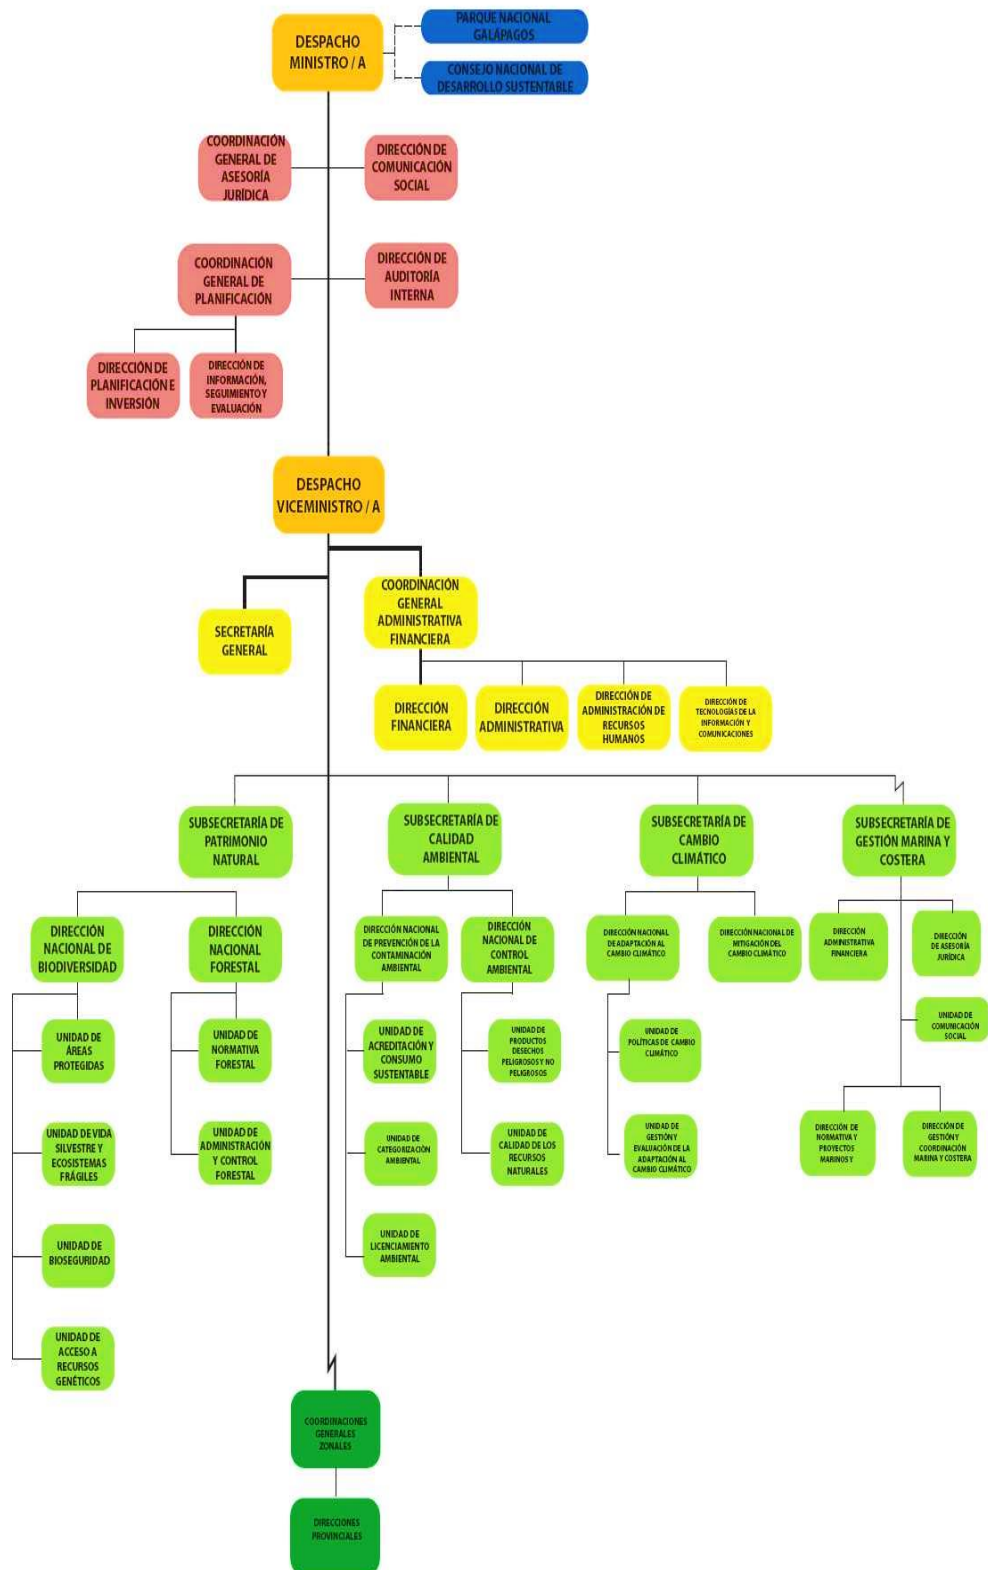 DESPACHO
MINISTRO / A
PARQUE NACIONAL
GALÁPAGOS
CONSEJO NACIONAL DE
DESARROLLO SUSTENTABLE
COORDINACIÓN
GENERAL DE
ASESORÍA
JURÍDICA
DIRECCIÓN DE
COMUNICACIÓN
SOCIAL
COORDINACIÓN
GENERAL DE
PLANIFICACIÓN
DIRECCIÓN DE
AUDITORÍA
INTERNA
DIRECCIÓN DE
PLANIFICACIÓN E
INVERSIÓN
DIRECCIÓN DE
INFORMACIÓN,
SEGUIMIENTO Y
EVALUACIÓN
DESPACHO
VICEMINISTRO / A
SECRETARÍA
GENERAL
COORDINACIÓN
GENERAL
ADMINISTRATIVA
FINANCIERA
DIRECCIÓN
FINANCIERA
DIRECCIÓN
ADMINISTRATIVA
DIRECCIÓN DE
ADMINISTRACIÓN DE
RECURSOS
HUMANOS
DIRECCIÓN DE
TECNOLOGÍAS DE LA
INFORMACIÓN Y
COMUNICACIONES
SUBSECRETARÍA DE
PATRIMONIO
NATURAL
SUBSECRETARÍA DE
CALIDAD
AMBIENTAL
SUBSECRETARÍA DE
CAMBIO
CLIMÁTICO
SUBSECRETARÍA DE
GESTIÓN MARINA Y
COSTERA
DIRECCIÓN
NACIONAL DE
BIODIVERSIDAD
DIRECCIÓN
NACIONAL
FORESTAL
DIRECCIÓN NACIONAL
DE PREVENCIÓN DE LA
CONTAMINACIÓN
AMBIENTAL
DIRECCIÓN
NACIONAL DE
CONTROL
AMBIENTAL
DIRECCIÓN NACIONAL
DE ADAPTACIÓN AL
CAMBIO CLIMÁTICO
DIRECCIÓN NACIONAL DE
MITIGACIÓN DEL
CAMBIO CLIMÁTICO
DIRECCIÓN
ADMINISTRATIVA
FINANCIERA
DIRECCIÓN
DE ASESORÍA
JURÍDICA
UNIDAD DE
ÁREAS
PROTEGIDAS
UNIDAD DE
NORMATIVA
FORESTAL
UNIDAD DE
ACREDITACIÓN Y
CONSUMO
SUSTENTABLE
UNIDAD DE
PRODUCTOS
DESECHOS
PELIGROSOS Y NO
PELIGROSOS
UNIDAD DE
POLÍTICAS DE CAMBIO
CLIMÁTICO
UNIDAD DE
COMUNICACIÓN
SOCIAL
UNIDAD DE VIDA
SILVESTRE Y
ECOSISTEMAS
FRÁGILES
UNIDAD DE
ADMINISTRACIÓN
Y CONTROL
FORESTAL
UNIDAD DE
CATEGORIZACIÓN
AMBIENTAL
UNIDAD DE
CALIDAD DE LOS
RECURSOS
NATURALES
UNIDAD DE
GESTIÓN Y
EVALUACIÓN DE LA
ADAPTACIÓN AL
CAMBIO CLIMÁTICO
DIRECCIÓN DE
NORMATIVA Y
PROYECTOS
MARINOS Y
DIRECCIÓN DE
GESTIÓN Y
COORDINACIÓN
MARINA Y COSTERA
UNIDAD DE
BIOSEGURIDAD
UNIDAD DE
LICENCIAMIENTO
AMBIENTAL
UNIDAD DE
ACCESO A
RECURSOS
GENÉTICOS
COORDINACIONES
GENERALES
ZONALES
DIRECCIONES
PROVINCIALES